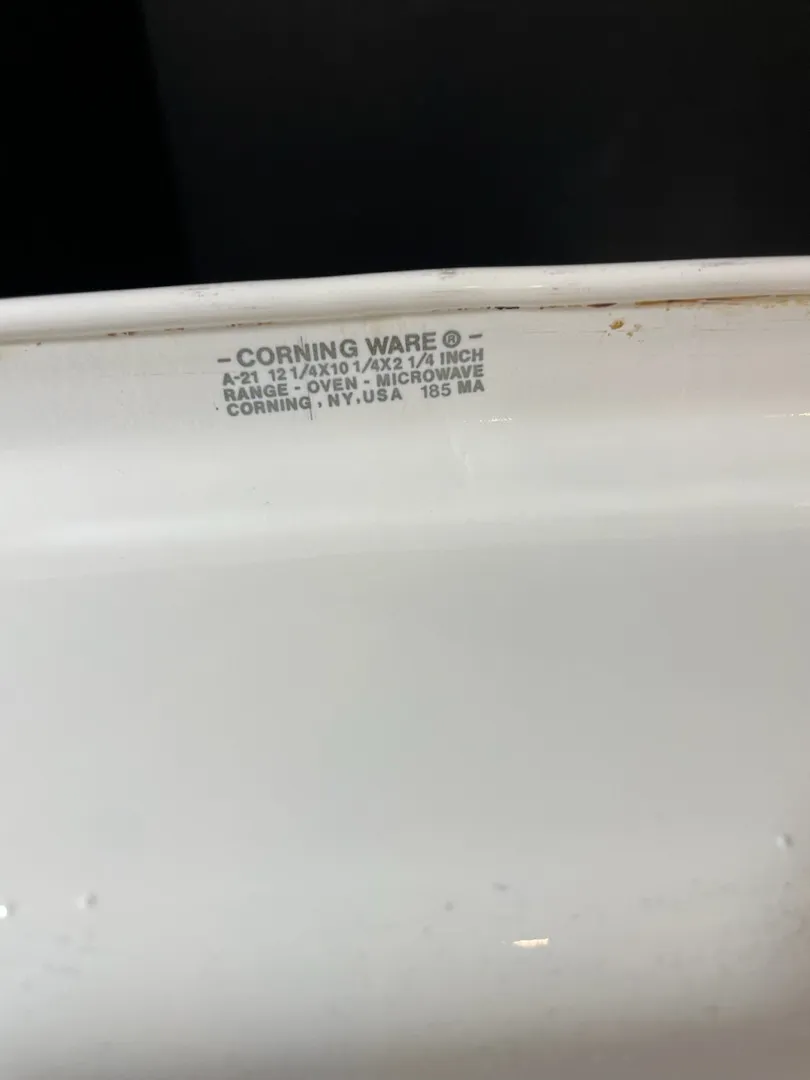 - CORNING WARE ® -
A-21 12 1/4X10 1/4X2 1/4 INCH
RANGE - OVEN - MICROWAVE
CORNING , NY. USA 185 MA